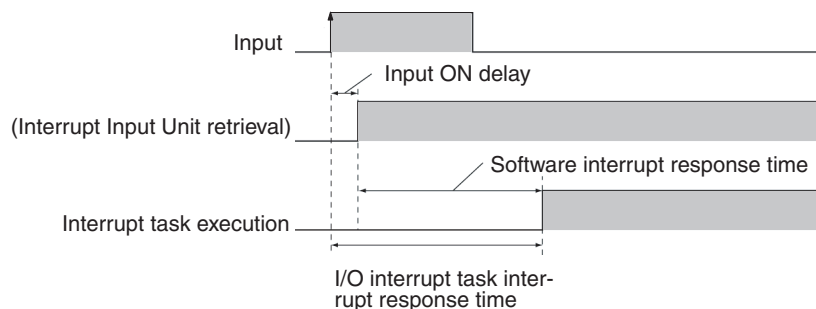 Input
Input ON delay
(Interrupt Input Unit retrieval)
Software interrupt response time
Interrupt task execution
I/O interrupt task inter-
rupt response time